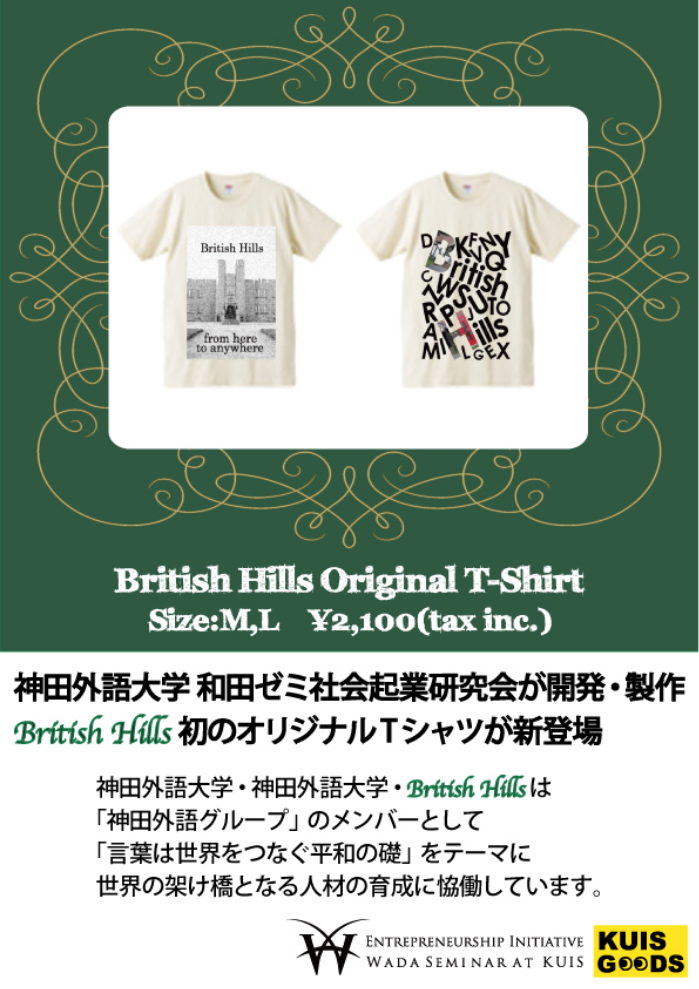 British Hills
from here
to anywhere
British
Hills
British Hills Original T-Shirt
Size:M,L ¥2,100(tax inc.)
神田外語大学 和田ゼミ社会起業研究会が開発・製作
British Hills 初のオリジナルTシャツが新登場
神田外語大学・神田外語大学・British Hillsは
「神田外語グループ」のメンバーとして
「言葉は世界をつなぐ平和の礎」をテーマに
世界の架け橋となる人材の育成に恊働しています。
ENTREPRENEURSHIP INITIATIVE
WADA SEMINAR AT KUIS
KUIS
GOODS